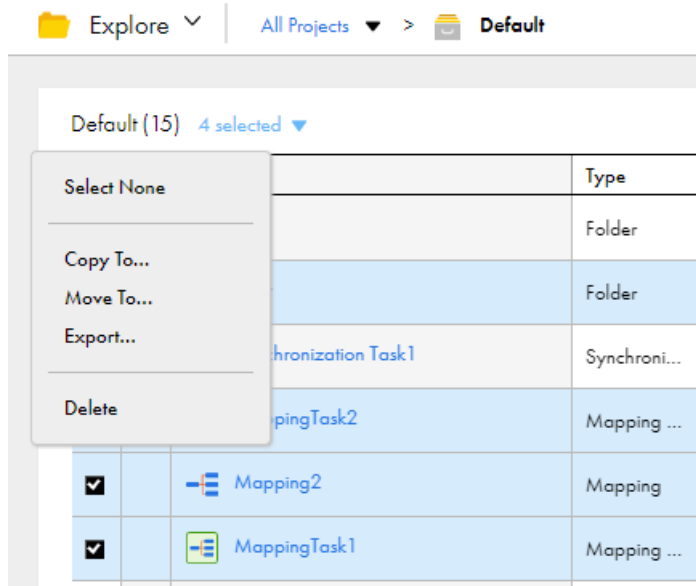 Explore All Projects > Default
Default (15) 4 selected
Select None
Type
Folder
Copy To...
Move To...
Folder
Export...
hronization Task1 Synchroni...
Delete
pingTask2 Mapping ...
Mapping2 Mapping
MappingTask1 Mapping ...